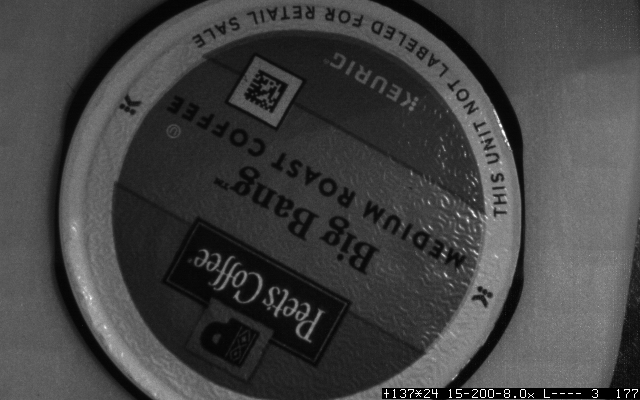 Peet's Coffee®
Big Bang™
MEDIUM ROAST COFFEE
U
KEURIG®
THIS UNIT NOT LABELED FOR RETAIL SALE
+137*24 15-200-8.0x L---- 3 177